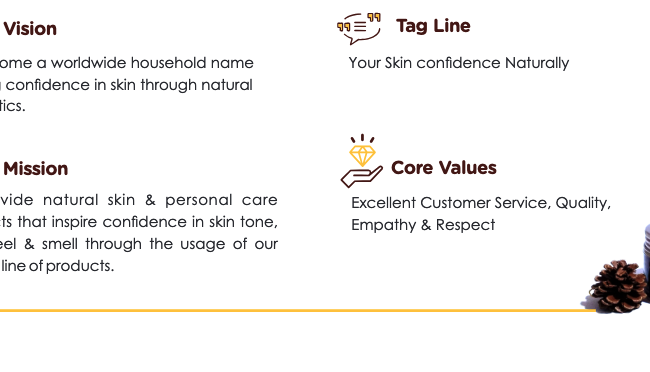 Vision
ome a worldwide household name
confidence in skin through natural
tics.
Mission
vide natural skin & personal care
ts that inspire confidence in skin tone,
eel & smell through the usage of our
line of products.
Tag Line
Your Skin confidence Naturally
Core Values
Excellent Customer Service, Quality,
Empathy & Respect